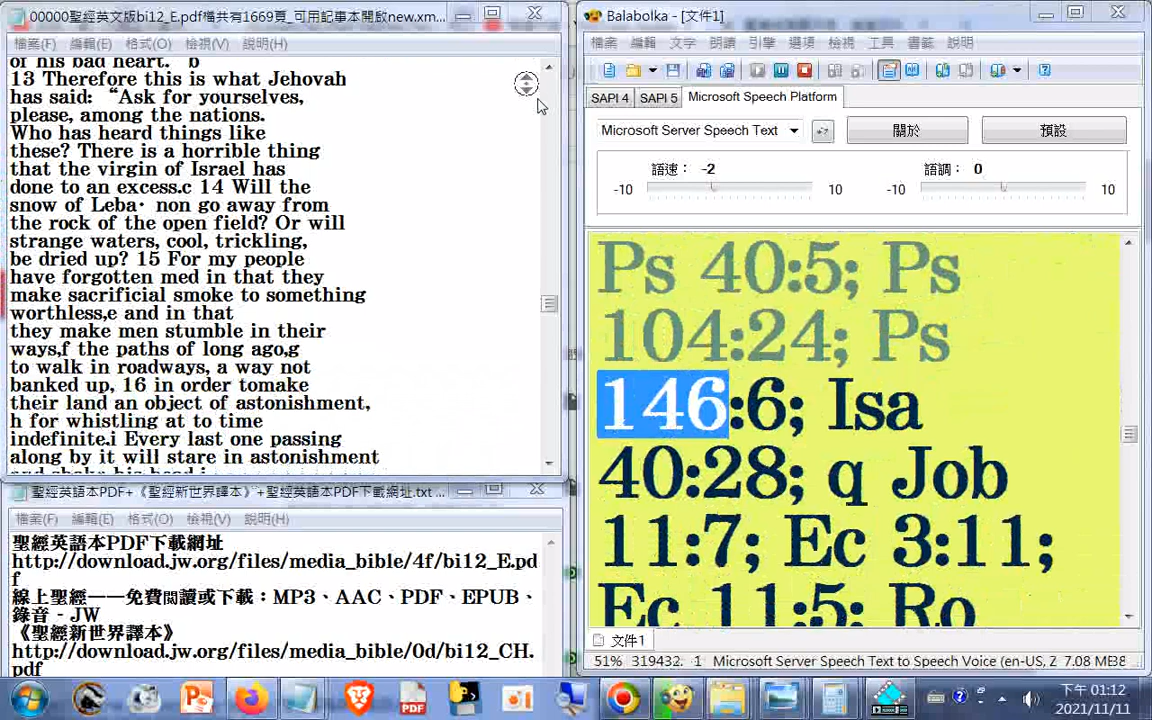 00000聖經英文版bi12_E.pdf檔共有1669頁_可用記事本開啟new.xm...
檔案(F) 編輯(E) 格式(O) 檢視(V) 說明(H)
of his bad heart.” b
13 Therefore this is what Jehovah
has said: “Ask for yourselves,
please, among the nations.
Who has heard things like
these? There is a horrible thing
that the virgin of Israel has
done to an excess.c 14 Will the
snow of Leba· non go away from
the rock of the open field? Or will
strange waters, cool, trickling,
be dried up? 15 For my people
have forgotten med in that they
make sacrificial smoke to something
worthless,e and in that
they make men stumble in their
ways,f the paths of long ago,g
to walk in roadways, a way not
banked up, 16 in order tomake
their land an object of astonishment,
h for whistling at to time
indefinite.i Every last one passing
along by it will stare in astonishment
and shake his head.j
聖經英語本PDF+《聖經新世界譯本》+聖經英語本PDF下載網址.txt ...
檔案(F) 編輯(E) 格式(O) 檢視(V) 說明(H)
聖經英語本PDF下載網址
http://download.jw.org/files/media_bible/4f/bi12_E.pd
f
線上聖經——免費閱讀或下載：MP3、AAC、PDF、EPUB、
錄音 - JW
《聖經新世界譯本》
http://download.jw.org/files/media_bible/0d/bi12_CH.
pdf
Balabolka - [文件1]
檔案 編輯 文字 朗讀 引擎 選項 檢視 工具 書籤 說明
SAPI 4 SAPI 5 Microsoft Speech Platform
Microsoft Server Speech Text 關於 預設
語速： -2 語調： 0
-10 10 -10 10
Ps 40:5; Ps
104:24; Ps
146:6; Isa
40:28; q Job
11:7; Ec 3:11;
Ec 11:5; Ro
文件1
51% 319432. 1 Microsoft Server Speech Text to Speech Voice (en-US, Z 7.08 MB
PDF
下午 01:12
2021/11/11